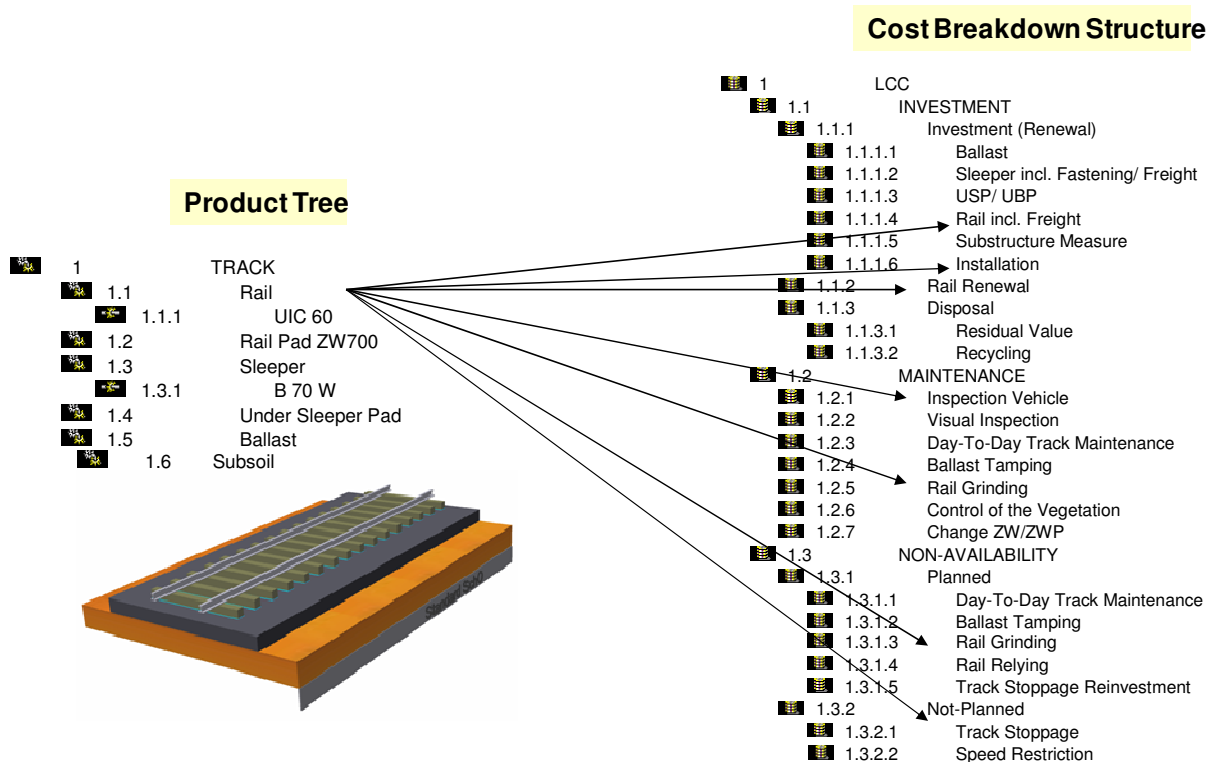 Cost Breakdown Structure
1 LCC
1.1 INVESTMENT
1.1.1 Investment (Renewal)
1.1.1.1 Ballast
1.1.1.2 Sleeper incl. Fastening/ Freight
1.1.1.3 USP/ UBP
1.1.1.4 Rail incl. Freight
1.1.1.5 Substructure Measure
1.1.1.6 Installation
1.1.2 Rail Renewal
1.1.3 Disposal
1.1.3.1 Residual Value
1.1.3.2 Recycling
1.2 MAINTENANCE
1.2.1 Inspection Vehicle
1.2.2 Visual Inspection
1.2.3 Day-To-Day Track Maintenance
1.2.4 Ballast Tamping
1.2.5 Rail Grinding
1.2.6 Control of the Vegetation
1.2.7 Change ZW/ZWP
1.3 NON-AVAILABILITY
1.3.1 Planned
1.3.1.1 Day-To-Day Track Maintenance
1.3.1.2 Ballast Tamping
1.3.1.3 Rail Grinding
1.3.1.4 Rail Relying
1.3.1.5 Track Stoppage Reinvestment
1.3.2 Not-Planned
1.3.2.1 Track Stoppage
1.3.2.2 Speed Restriction
Product Tree
1 TRACK
1.1 Rail
1.1.1 UIC 60
1.2 Rail Pad ZW700
1.3 Sleeper
1.3.1 B 70 W
1.4 Under Sleeper Pad
1.5 Ballast
1.6 Subsoil